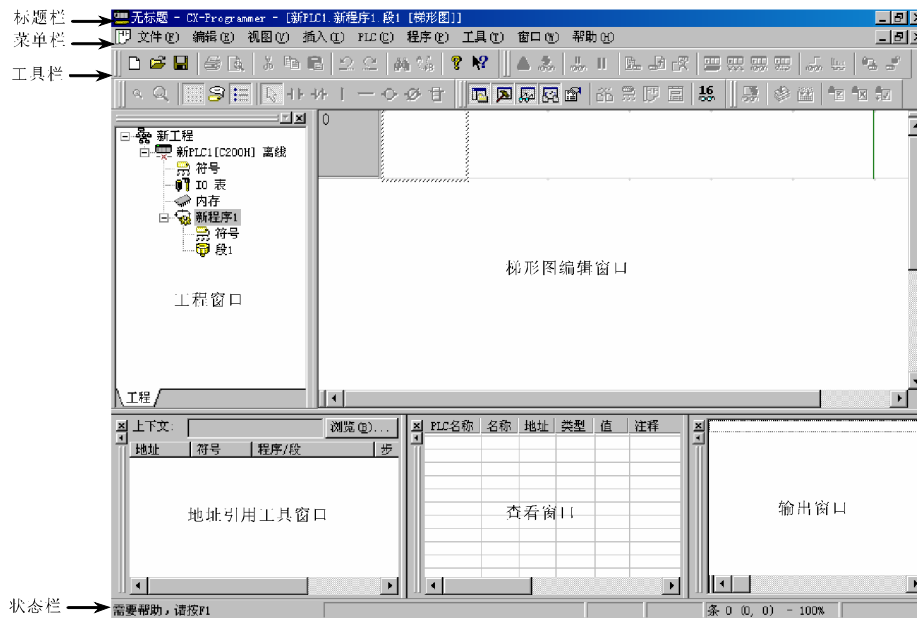 标题栏
无标题 - CX-Programmer - [新PLC1.新程序1.段1 [梯形图]]
菜单栏
文件(F) 编辑(E) 视图(V) 插入(I) PLC(C) 程序(P) 工具(T) 窗口(W) 帮助(H)
工具栏
16
0
新工程
新PLC1[C200H] 离线
符号
IO 表
内存
新程序1
符号
段1
工程窗口
梯形图编辑窗口
工程
上下文:
浏览(B)...
地址 符号 程序/段 步
地址引用工具窗口
PLC名称 名称 地址 类型 值 注释
查看窗口
输出窗口
状态栏
需要帮助，请按F1
条 0 (0, 0) - 100%